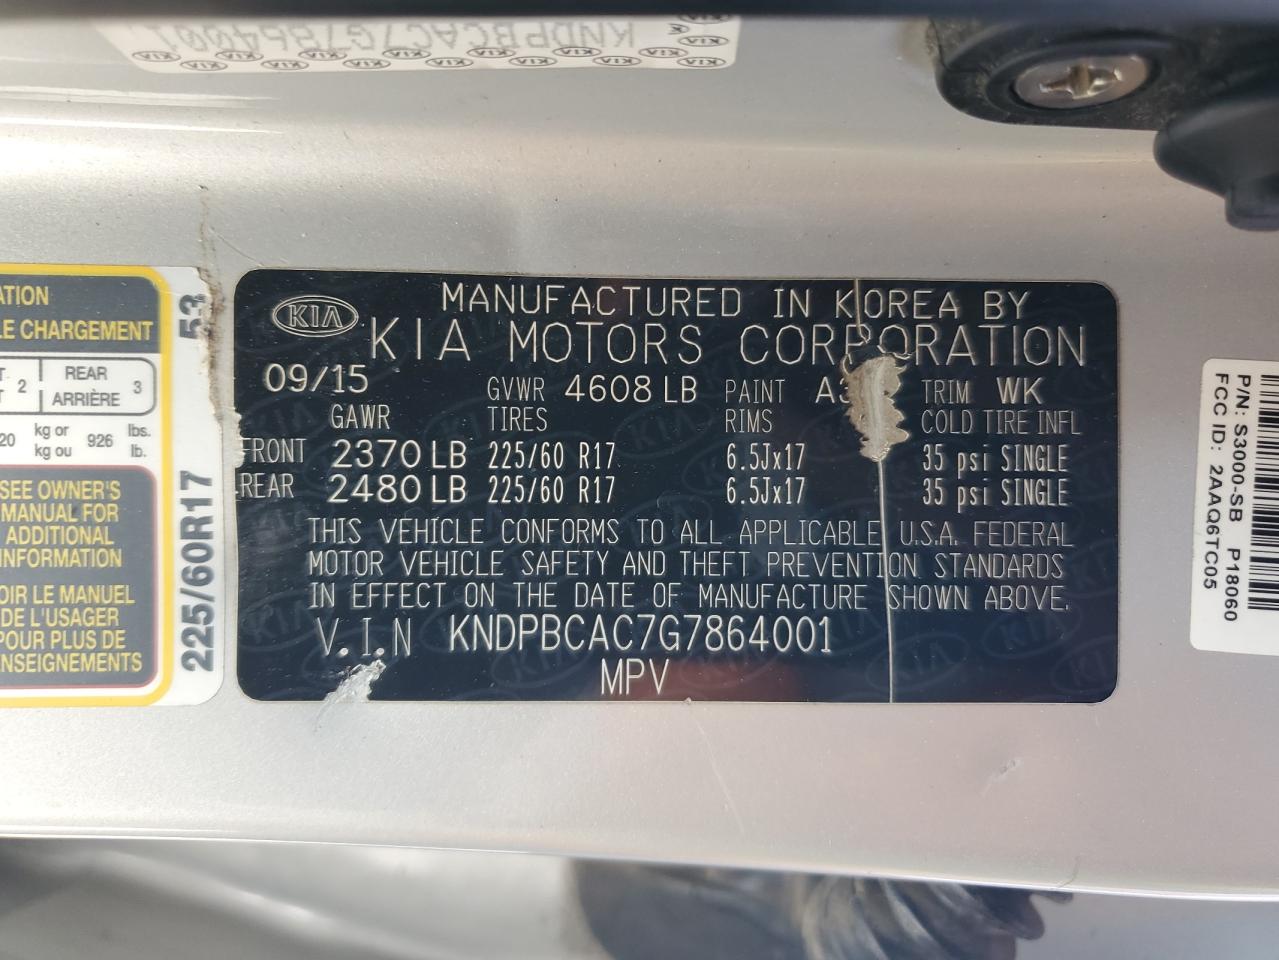 KNDPBCAC7G7864001
KIA
ATION
LE CHARGEMENT
2
REAR
ARRIÈRE
3
kg or
kg ou
926
lbs.
lb.
SEE OWNER'S
MANUAL FOR
ADDITIONAL
INFORMATION
OIR LE MANUEL
DE L'USAGER
POUR PLUS DE
ENSEIGNEMENTS
225/60R17
53
KIA
MANUFACTURED IN KOREA BY
KIA MOTORS CORPORATION
09/15 GVWR 4608 LB PAINT A3 TRIM WK
GAWR TIRES RIMS COLD TIRE INFL
FRONT 2370 LB 225/60 R17 6.5Jx17 35 psi SINGLE
REAR 2480 LB 225/60 R17 6.5Jx17 35 psi SINGLE
THIS VEHICLE CONFORMS TO ALL APPLICABLE U.S.A. FEDERAL
MOTOR VEHICLE SAFETY AND THEFT PREVENTION STANDARDS
IN EFFECT ON THE DATE OF MANUFACTURE SHOWN ABOVE.
V.I.N KNDPBCAC7G7864001
MPV
P/N: S3000-SB P18060
FCC ID: 2AAQ6TC05